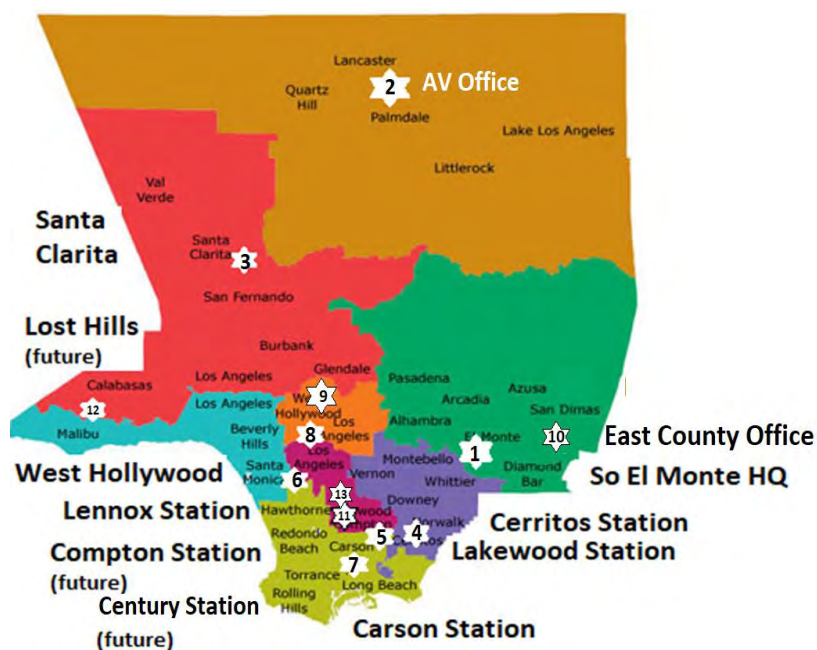 Lancaster
2
AV Office
Quartz
Hill
Palmdale
Lake Los Angeles
Littlerock
Val
Verde
Santa
Clarita
Santa
Clarita
3
San Fernando
Lost Hills
(future)
Burbank
Glendale
Los Angeles
Calabasas
12
Pasadena
Arcadia
Azusa
San Dimas
Alhambra
El Monte
1
10
Diamond
Bar
East County Office
So El Monte HQ
Los Angeles
Beverly
Hills
Malibu
9
Hollywood
Los
8
Los
Angeles
Santa
6
Vernon
Montebello
Whittier
Downey
13
11
Hawthorne
Redondo
Beach
Carson
5
4
7
Torrance
Long Beach
Rolling
Hills
West Hollywood
Lennox Station
Compton Station
(future)
Century Station
(future)
Cerritos Station
Lakewood Station
Carson Station